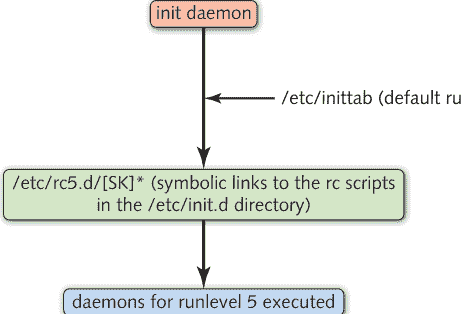 init daemon
/etc/inittab (default
/etc/rc5.d/[SK]* (symbolic links to the rc scripts
in the /etc/init.d directory)
daemons for runlevel 5 executed